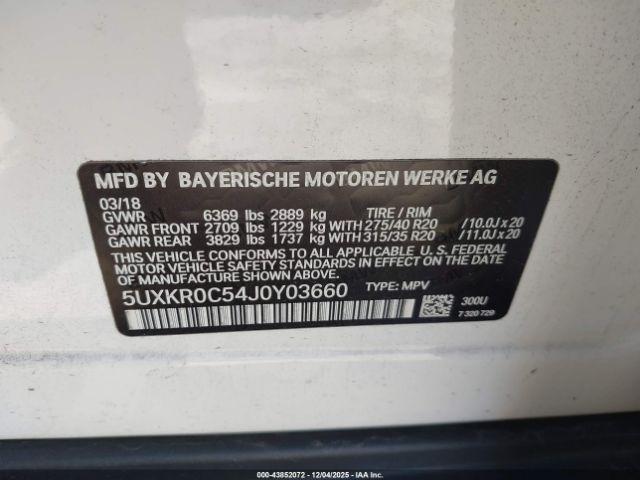 MFD BY BAYERISCHE MOTOREN WERKE AG
03/18
GVWR 6369 lbs 2889 kg TIRE / RIM
GAWR FRONT 2709 lbs 1229 kg WITH 275/40 R20 / 10.0J x 20
GAWR REAR 3829 lbs 1737 kg WITH 315/35 R20 / 11.0J x 20
THIS VEHICLE CONFORMS TO ALL APPLICABLE U. S. FEDERAL
MOTOR VEHICLE SAFETY STANDARDS IN EFFECT ON THE DATE
OF MANUFACTURE SHOWN ABOVE.
5UXKR0C54J0Y03660 TYPE: MPV
300U
7 320 729
000-43852072 - 12/04/2025 - IAA Inc.